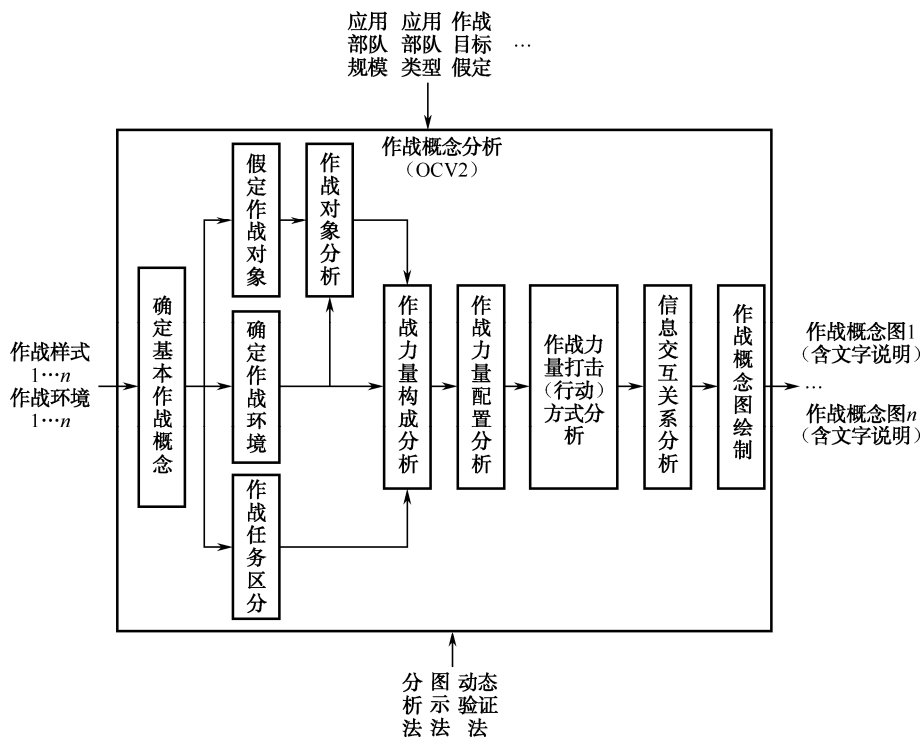 应用 应用 作战
部队 部队 目标 …
规模 类型 假定
作战概念分析
（OCV2）
假定作战对象
作战对象分析
确定基本作战概念
确定作战环境
作战任务区分
作战力量构成分析
作战力量配置分析
作战力
量打击
（行动）
方式分
析
信息交互关系分析
作战概念图绘制
作战样式
1…n
作战环境
1…n
作战概念图1
（含文字说明）
…
作战概念图n
（含文字说明）
分 图 动态
析 示 验证
法 法 法